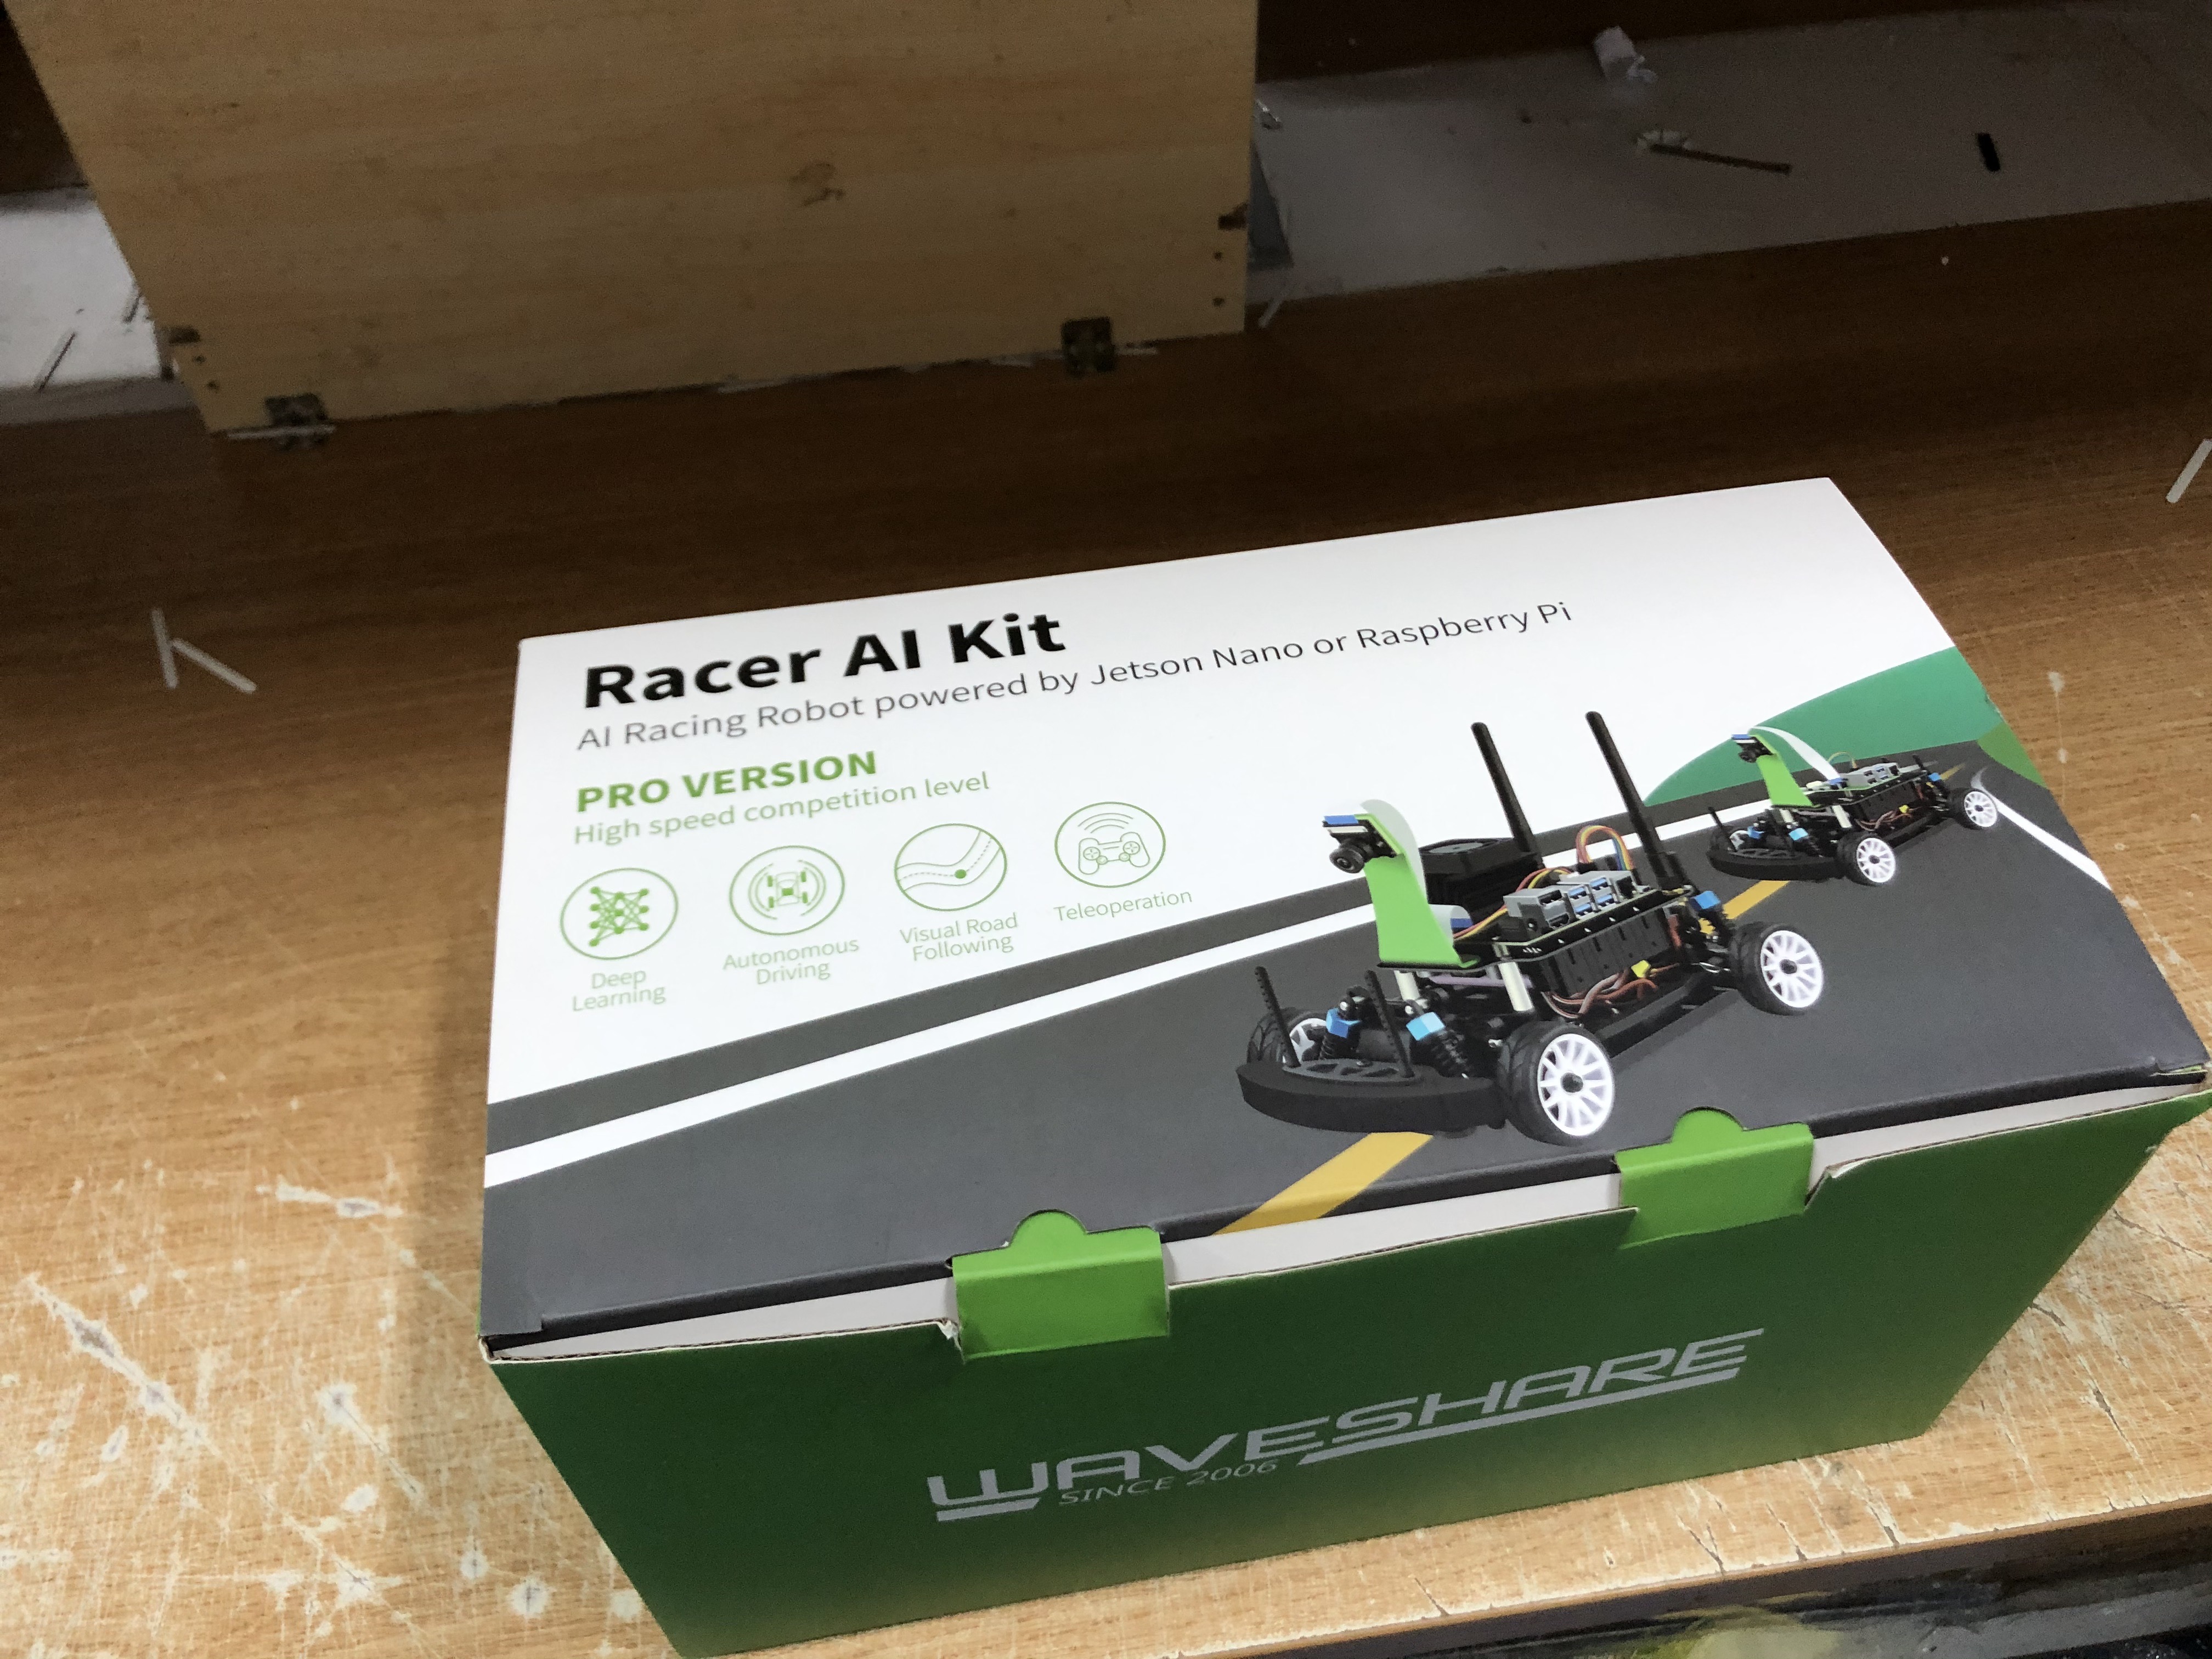 Racer AI Kit
AI Racing Robot powered by Jetson Nano or Raspberry Pi
PRO VERSION
High speed competition level
Deep
Learning
Autonomous
Driving
Visual Road
Following
Teleoperation
WAVESHARE
SINCE 2006